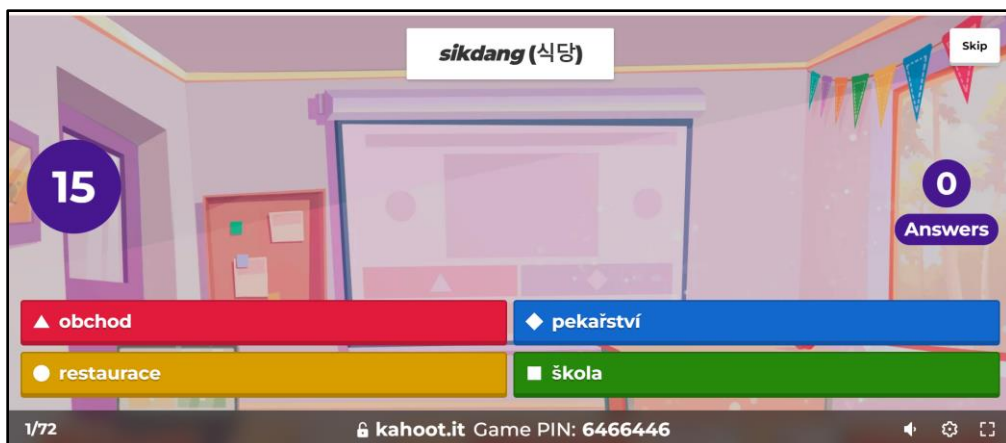 sikdang (식당)
Skip
15
0
Answers
obchod
pekařství
restaurace
škola
1/72
kahoot.it Game PIN: 6466446